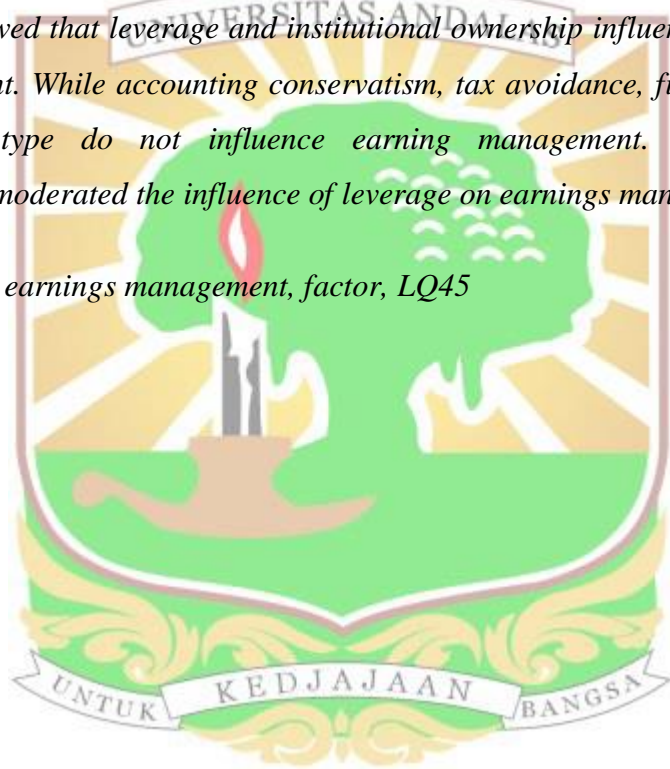 UNIVERSITAS ANDALAS
wed that leverage and institutional ownership influen
nt. While accounting conservatism, tax avoidance, fi
type do not influence earning management.
moderated the influence of leverage on earnings man
earnings management, factor, LQ45
UNTUK KEDJAJAAN BANGSA